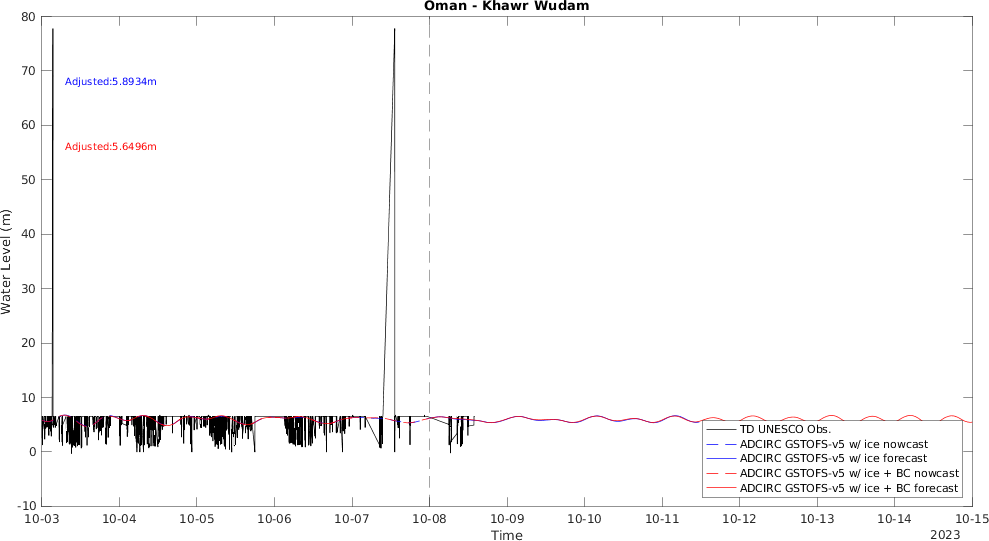 Oman - Khawr Wudam
80
70
60
50
40
30
20
10
0
-10
Water Level (m)
Adjusted:5.8934m
Adjusted:5.6496m
TD UNESCO Obs.
ADCIRC GSTOFS-v5 w/ ice nowcast
ADCIRC GSTOFS-v5 w/ ice forecast
ADCIRC GSTOFS-v5 w/ ice + BC nowcast
ADCIRC GSTOFS-v5 w/ ice + BC forecast
10-03 10-04 10-05 10-06 10-07 10-08 10-09 10-10 10-11 10-12 10-13 10-14 10-15
Time
2023